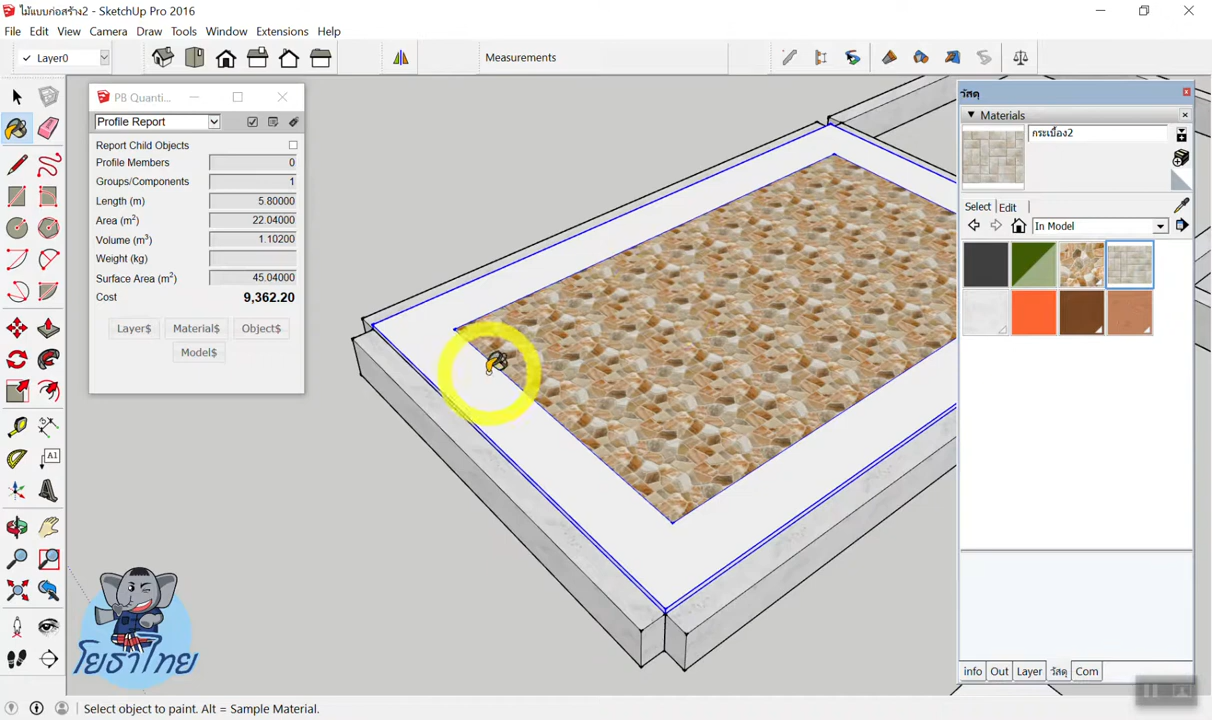 ไม้แบบก่อสร้าง2 - SketchUp Pro 2016
File Edit View Camera Draw Tools Window Extensions Help
Layer0
Measurements
PB Quanti...
Profile Report
Report Child Objects
Profile Members 0
Groups/Components 1
Length (m) 5.80000
Area (m²) 22.04000
Volume (m³) 1.10200
Weight (kg)
Surface Area (m²) 45.04000
Cost 9,362.20
Layer$ Material$ Object$
Model$
วัสดุ
Materials
กระเบื้อง2
Select Edit
In Model
A1
โยธาไทย
info Out Layer วัสดุ Com
Select object to paint. Alt = Sample Material.